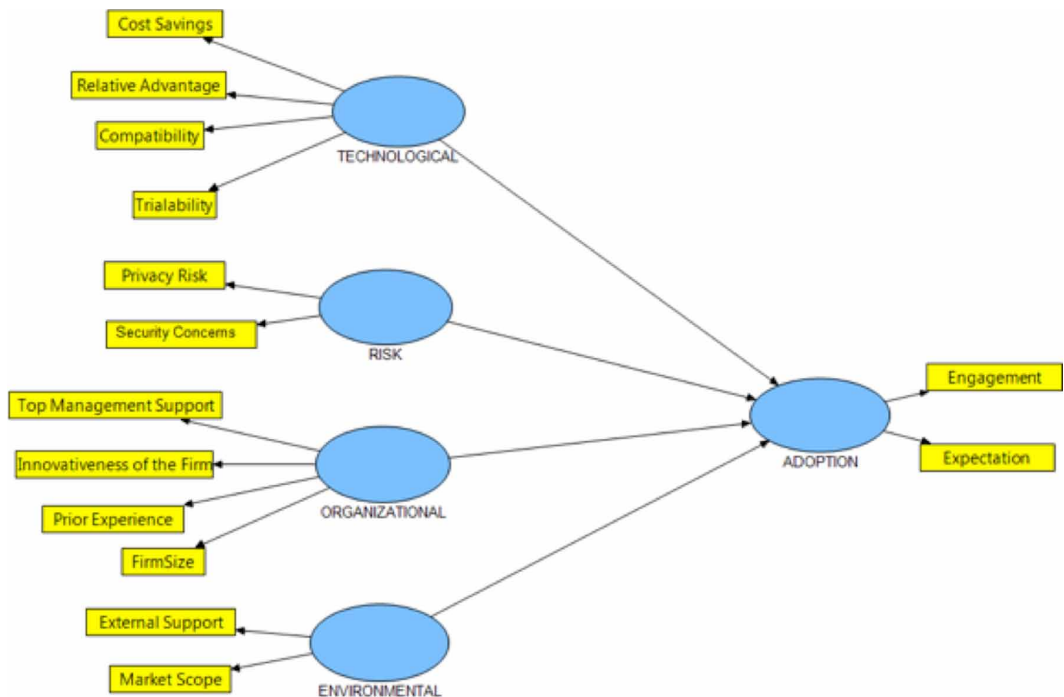 Cost Savings
Relative Advantage
Compatibility
TECHNOLOGICAL
Trialability
Privacy Risk
Security Concerns
RISK
Top Management Support
Innovativeness of the Firm
Prior Experience
ORGANIZATIONAL
FirmSize
External Support
Market Scope
ENVIRONMENTAL
Engagement
ADOPTION
Expectation